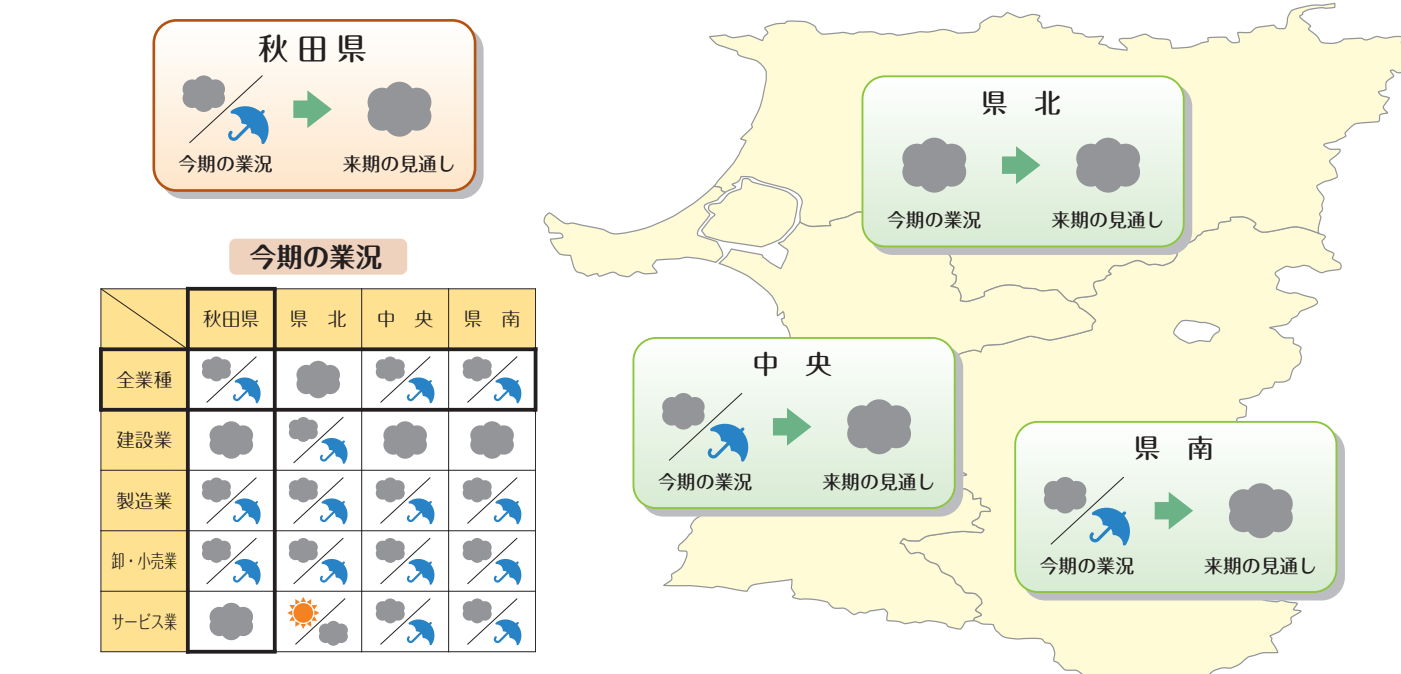 秋田県
今期の業況 来期の見通し
県 北
今期の業況 来期の見通し
今期の業況
秋田県 県 北 中 央 県 南
全業種
建設業
製造業
卸・小売業
サービス業
中 央
今期の業況 来期の見通し
県 南
今期の業況 来期の見通し